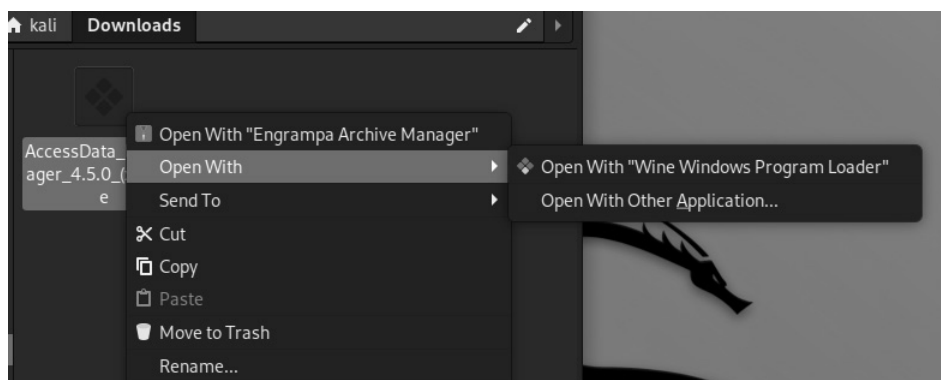 kali Downloads
Open With "Engrampa Archive Manager"
AccessData_
Open With
Open With "Wine Windows Program Loader"
ager_4.5.0_(
e
Send To
Open With Other Application...
Cut
Copy
Paste
Move to Trash
Rename...